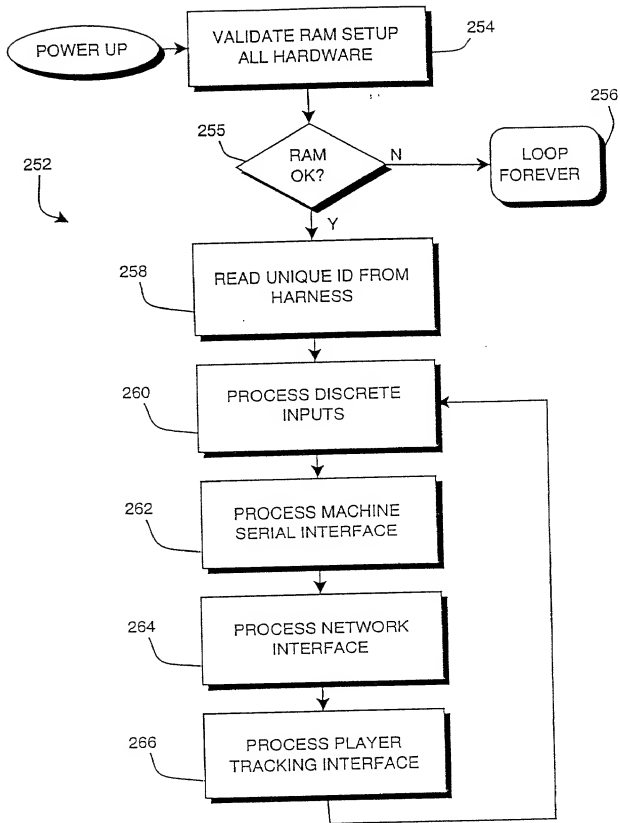 POWER UP
VALIDATE RAM SETUP
ALL HARDWARE
254
255
RAM
OK?
N
256
LOOP
FOREVER
252
Y
258
READ UNIQUE ID FROM
HARNESS
260
PROCESS DISCRETE
INPUTS
262
PROCESS MACHINE
SERIAL INTERFACE
264
PROCESS NETWORK
INTERFACE
266
PROCESS PLAYER
TRACKING INTERFACE